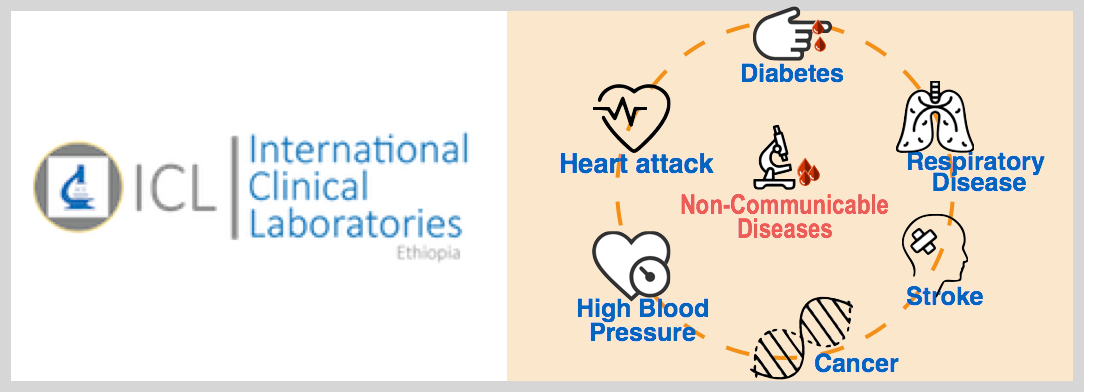 ICL
International
Clinical
Laboratories
Ethiopia
Diabetes
Heart attack
Respiratory
Disease
Non-Communicable
Diseases
High Blood
Pressure
Stroke
Cancer